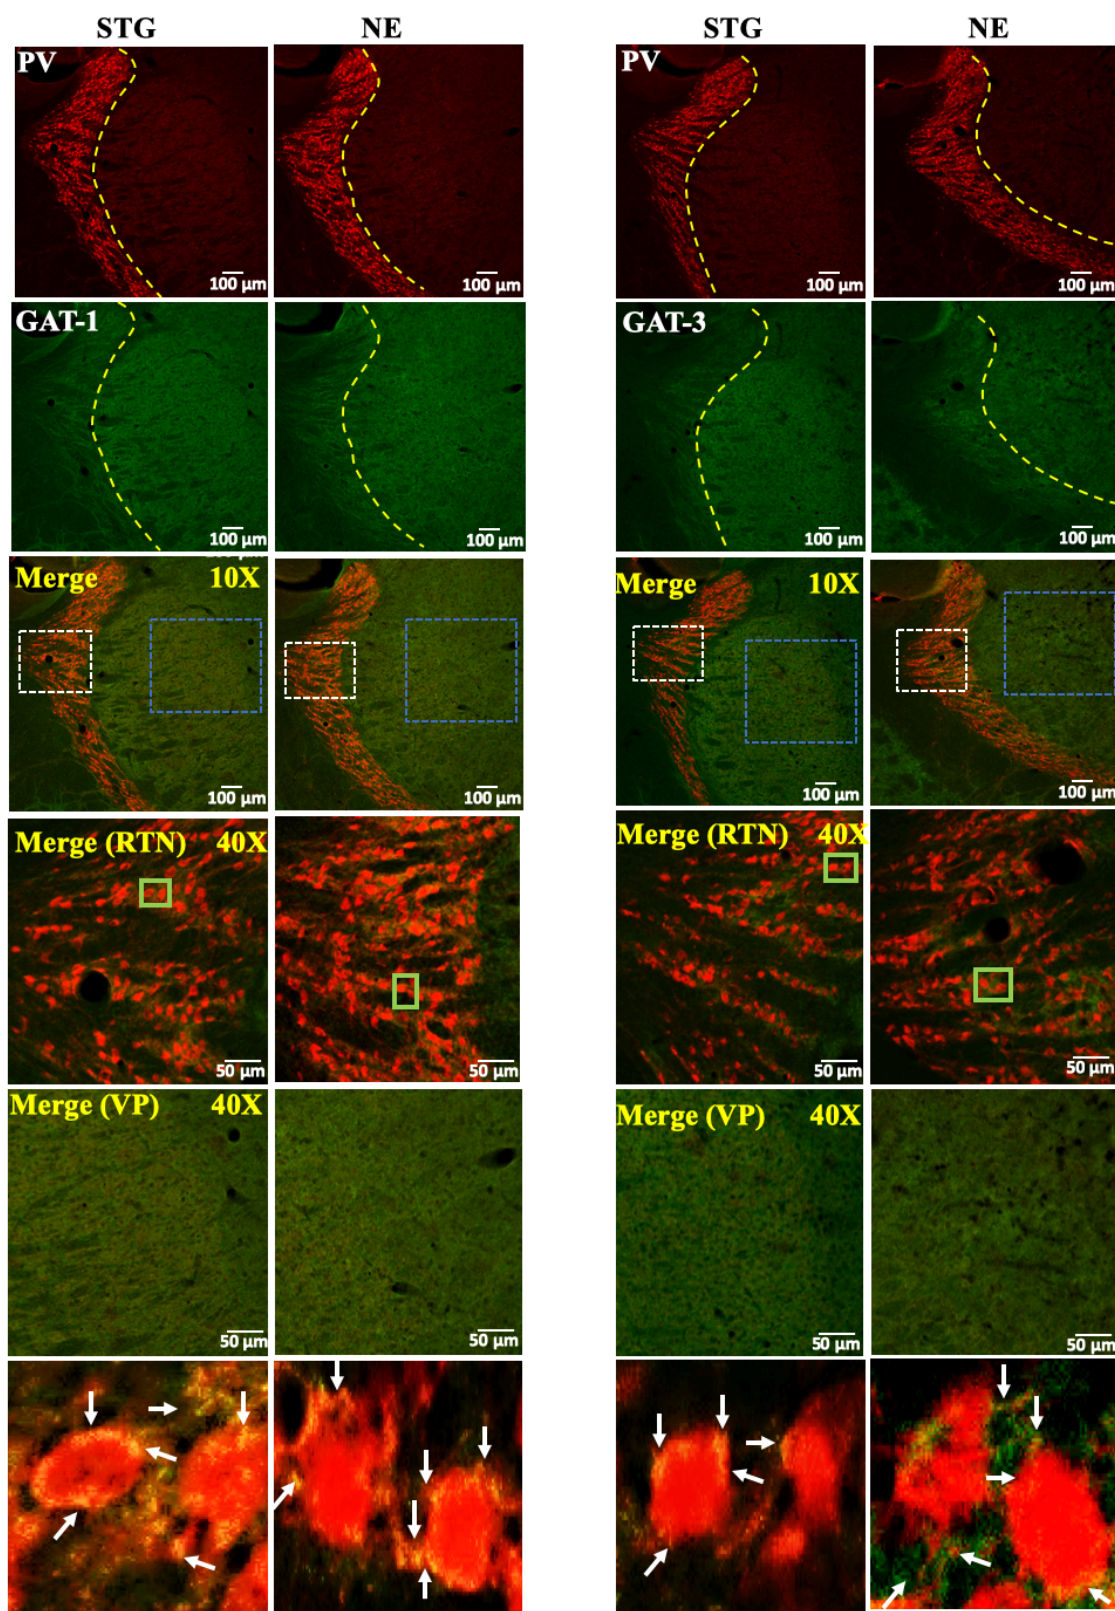 STG NE STG NE
PV PV
100 µm 100 µm 100 µm 100 µm
GAT-1 GAT-3
100 µm 100 µm 100 µm 100 µm
Merge 10X Merge 10X
100 µm 100 µm 100 µm 100 µm
Merge (RTN) 40X Merge (RTN) 40X
50 µm 50 µm 50 µm 50 µm
Merge (VP) 40X Merge (VP) 40X
50 µm 50 µm 50 µm 50 µm